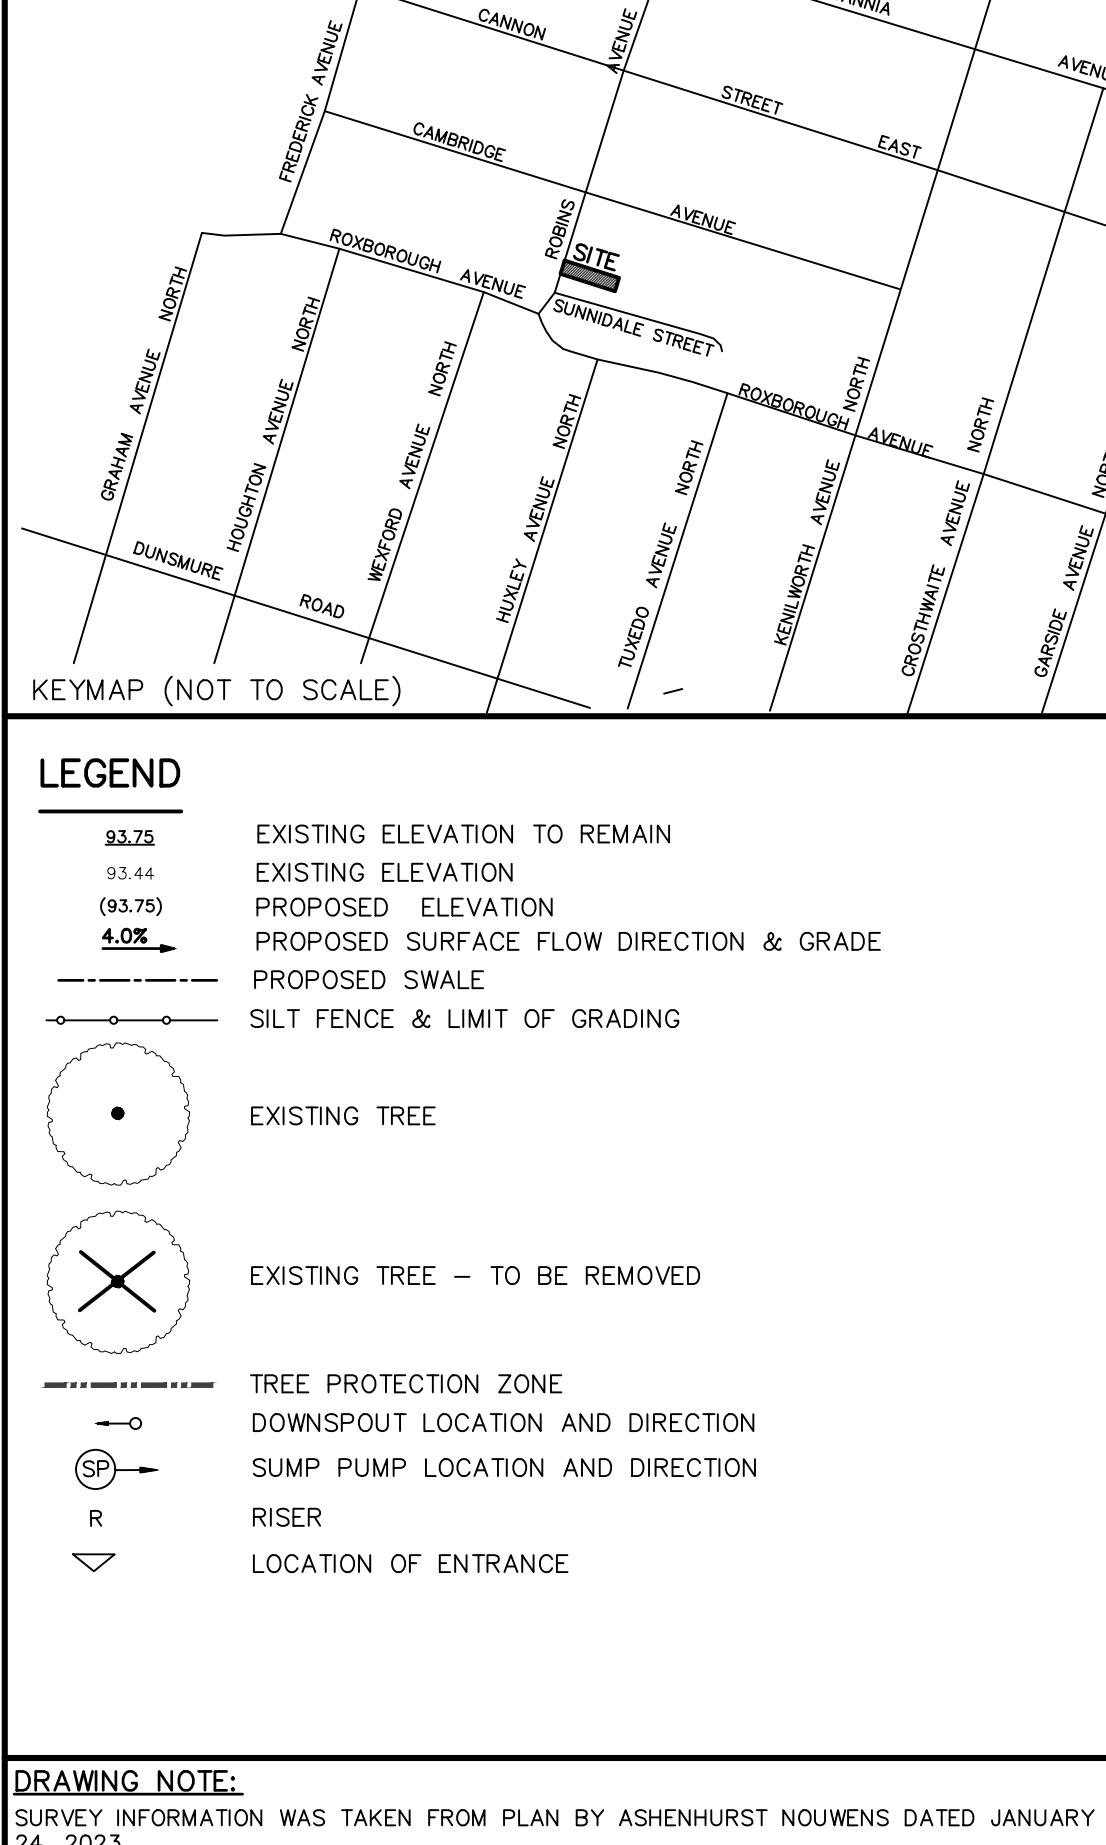 CANNON
STREET
EAST
AVENUE
FREDERICK AVENUE
CAMBRIDGE
AVENUE
ROBINS
SITE
ROXBOROUGH AVENUE
SUNNIDALE STREET
ROXBOROUGH
AVENUE
GRAHAM AVENUE NORTH
HOUGHTON AVENUE NORTH
WEXFORD AVENUE NORTH
HUXLEY AVENUE NORTH
TUXEDO AVENUE NORTH
KENILWORTH AVENUE NORTH
CROSTHWAITE AVENUE NORTH
GARSIDE AVENUE
DUNSMURE
ROAD
KEYMAP (NOT TO SCALE)
LEGEND
93.75 EXISTING ELEVATION TO REMAIN
93.44 EXISTING ELEVATION
(93.75) PROPOSED ELEVATION
4.0% PROPOSED SURFACE FLOW DIRECTION & GRADE
PROPOSED SWALE
SILT FENCE & LIMIT OF GRADING
EXISTING TREE
EXISTING TREE – TO BE REMOVED
TREE PROTECTION ZONE
DOWNSPOUT LOCATION AND DIRECTION
SP SUMP PUMP LOCATION AND DIRECTION
R RISER
LOCATION OF ENTRANCE
DRAWING NOTE:
SURVEY INFORMATION WAS TAKEN FROM PLAN BY ASHENHURST NOUWENS DATED JANUARY
24, 2023